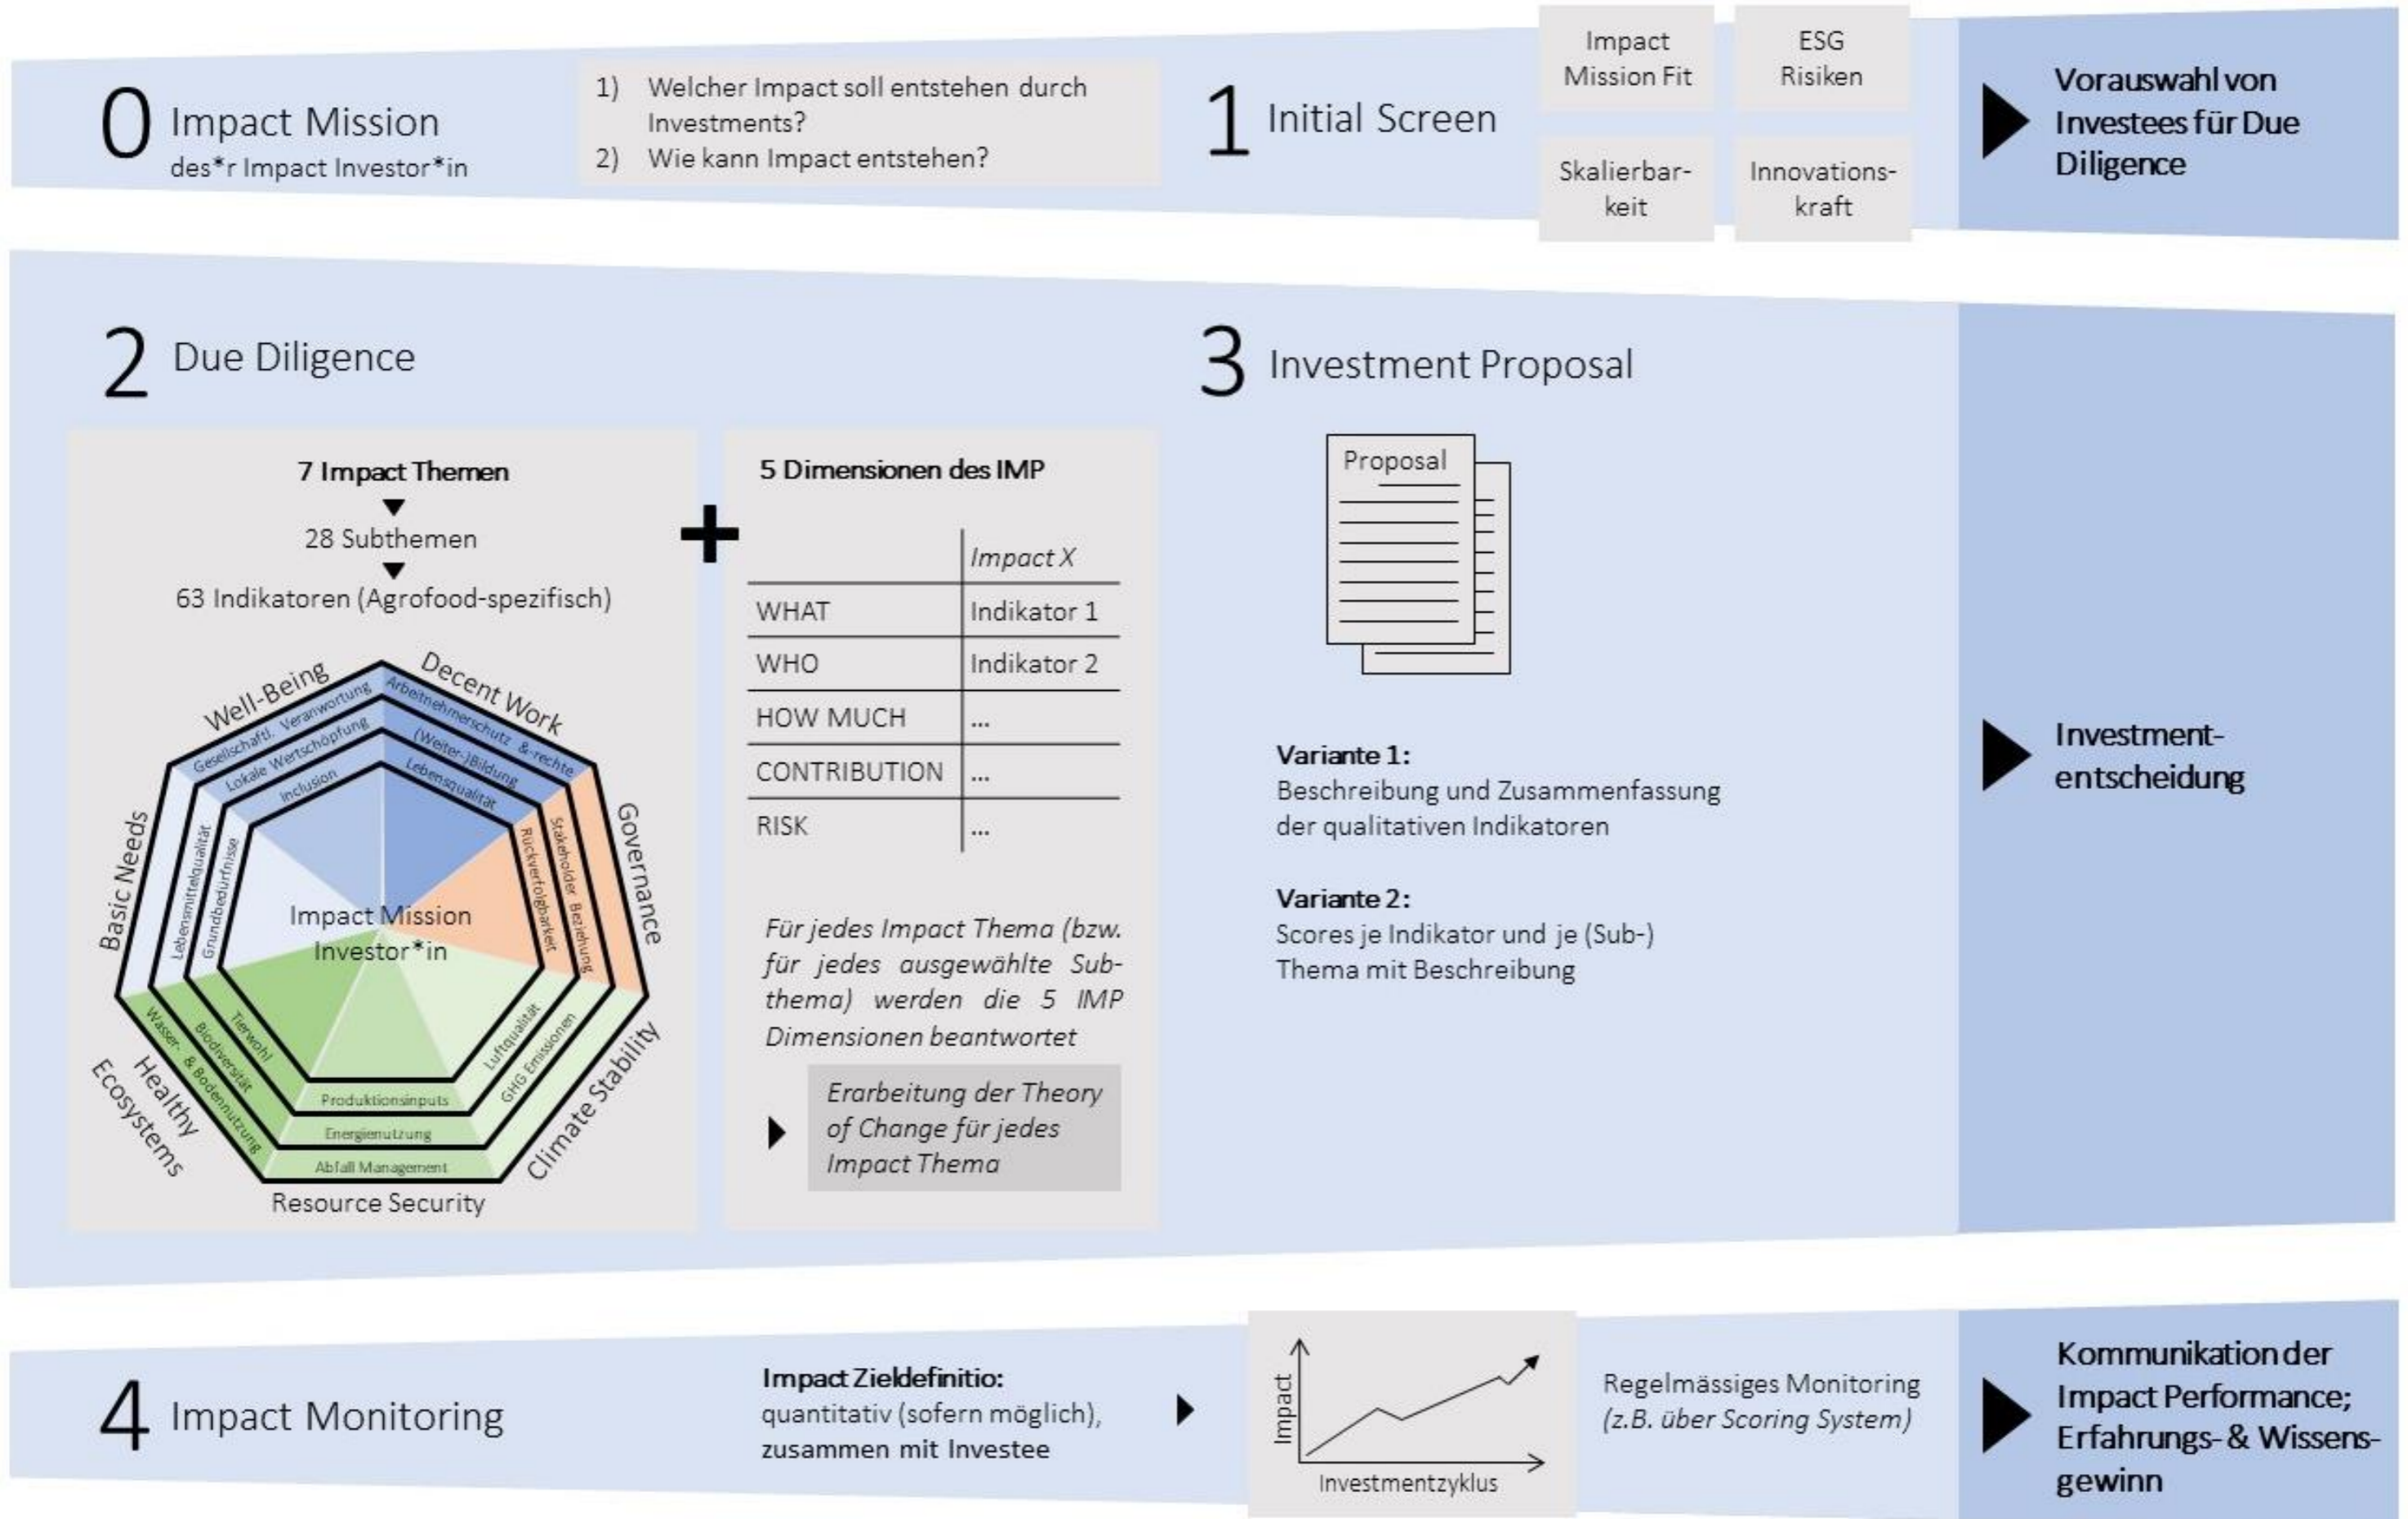 0 Impact Mission
des*r Impact Investor*in
1) Welcher Impact soll entstehen durch
Investments?
2) Wie kann Impact entstehen?
1 Initial Screen
Impact
Mission Fit
ESG
Risiken
Skalierbar-
keit
Innovations-
kraft
Vorauswahl von
Investees für Due
Diligence
2 Due Diligence
7 Impact Themen
28 Subthemen
63 Indikatoren (Agrofood-spezifisch)
Well-Being
Gesellschaftl. Veranwortung
Lokale Wertschöpfung
Inclusion
Decent Work
Arbeitnehmerschutz &-rechte
(Weiter-)Bildung
Lebensqualität
Governance
Stakeholder Beziehung
Rückverfolgbarkeit
Climate Stability
GHG Emissionen
Luftqualität
Resource Security
Produktionsinputs
Energienutzung
Abfall Management
Healthy
Ecosystems
Wasser- & Bodennutzung
Biodiversität
Tierwohl
Basic Needs
Lebensmittelqualität
Grundbedürfnisse
Impact Mission
Investor*in
+
5 Dimensionen des IMP
Impact X
WHAT Indikator 1
WHO Indikator 2
HOW MUCH ...
CONTRIBUTION ...
RISK ...
Für jedes Impact Thema (bzw.
für jedes ausgewählte Sub-
thema) werden die 5 IMP
Dimensionen beantwortet
Erarbeitung der Theory
of Change für jedes
Impact Thema
3 Investment Proposal
Proposal
Variante 1:
Beschreibung und Zusammenfassung
der qualitativen Indikatoren
Variante 2:
Scores je Indikator und je (Sub-)
Thema mit Beschreibung
Investment-
entscheidung
4 Impact Monitoring
Impact Zieldefinitio:
quantitativ (sofern möglich),
zusammen mit Investee
Impact
Investmentzyklus
Regelmässiges Monitoring
(z.B. über Scoring System)
Kommunikation der
Impact Performance;
Erfahrungs- & Wissens-
gewinn